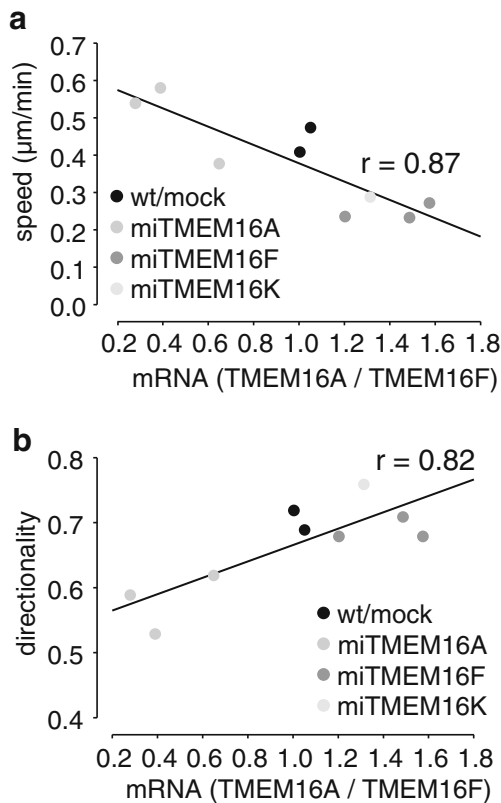 a
speed (μm/min)
0.7
0.6
0.5
0.4
0.3
0.2
0.1
0.0
r = 0.87
wt/mock
miTMEM16A
miTMEM16F
miTMEM16K
0.2 0.4 0.6 0.8 1.0 1.2 1.4 1.6 1.8
mRNA (TMEM16A / TMEM16F)
b
directionality
0.8
0.7
0.6
0.5
0.4
r = 0.82
wt/mock
miTMEM16A
miTMEM16F
miTMEM16K
0.2 0.4 0.6 0.8 1.0 1.2 1.4 1.6 1.8
mRNA (TMEM16A / TMEM16F)